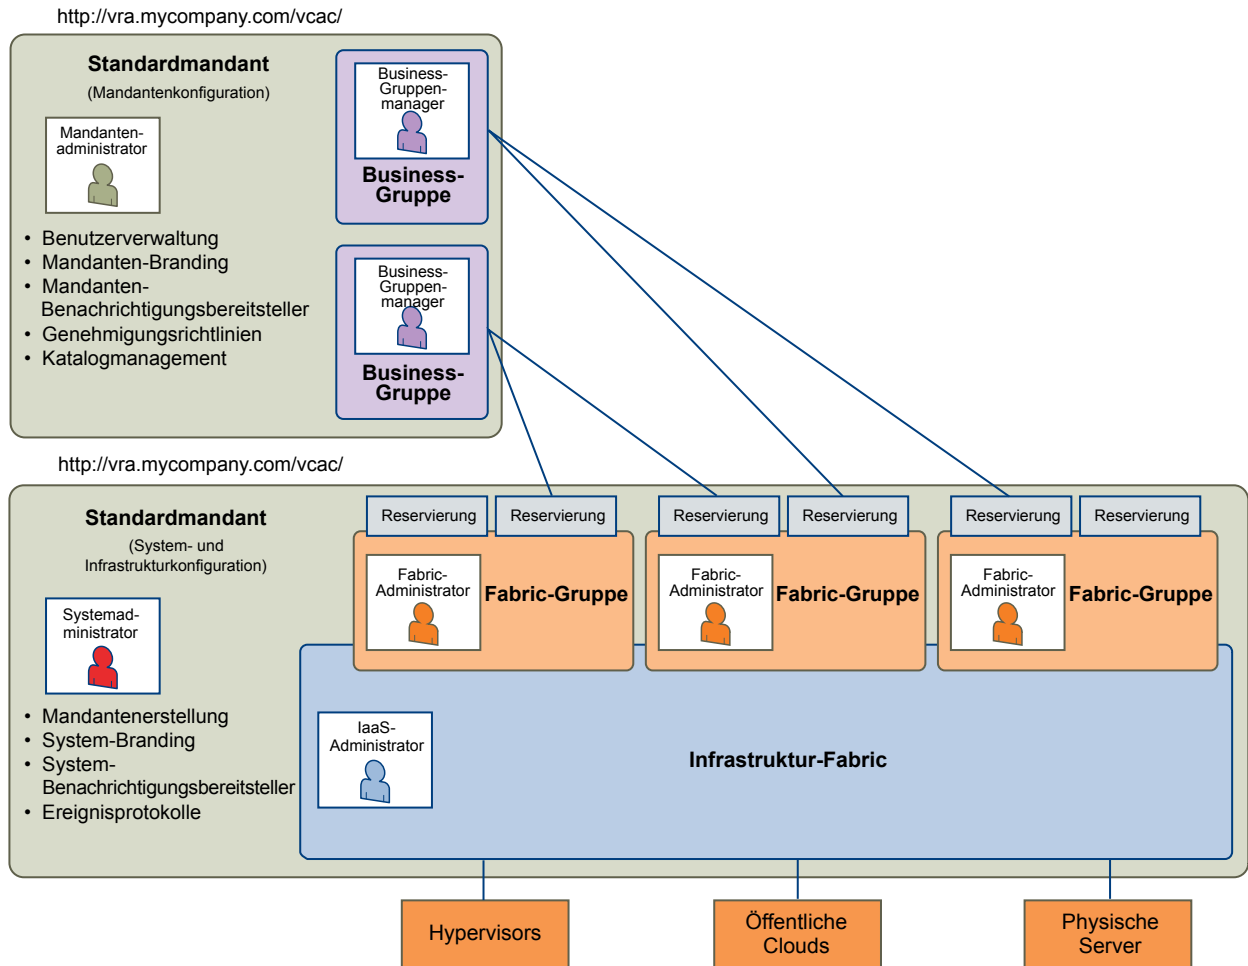 http://vra.mycompany.com/vcac/
Standardmandant
(Mandantenkonfiguration)
Mandanten-
administrator
• Benutzerverwaltung
• Mandanten-Branding
• Mandanten-
Benachrichtigungsbereitsteller
• Genehmigungsrichtlinien
• Katalogmanagement
Business-
Gruppen-
manager
Business-
Gruppe
Business-
Gruppen-
manager
Business-
Gruppe
http://vra.mycompany.com/vcac/
Standardmandant
(System- und
Infrastrukturkonfiguration)
Systemad-
ministrator
• Mandantenerstellung
• System-Branding
• System-
Benachrichtigungsbereitsteller
• Ereignisprotokolle
Reservierung
Reservierung
Fabric-
Administrator
Fabric-Gruppe
Reservierung
Reservierung
Fabric-
Administrator
Fabric-Gruppe
Reservierung
Reservierung
Fabric-
Administrator
Fabric-Gruppe
IaaS-
Administrator
Infrastruktur-Fabric
Hypervisors
Öffentliche
Clouds
Physische
Server